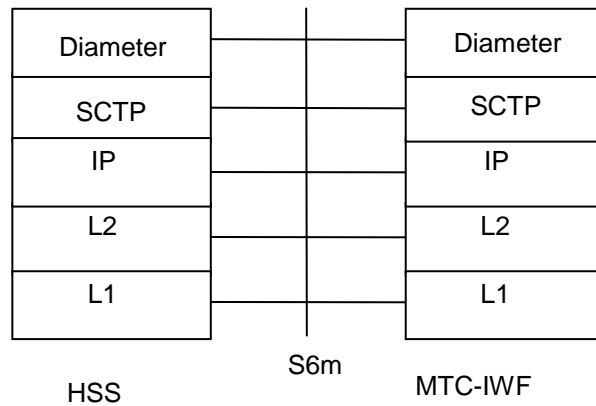 Diameter
Diameter
SCTP
SCTP
IP
IP
L2
L2
L1
L1
S6m
HSS
MTC-IWF